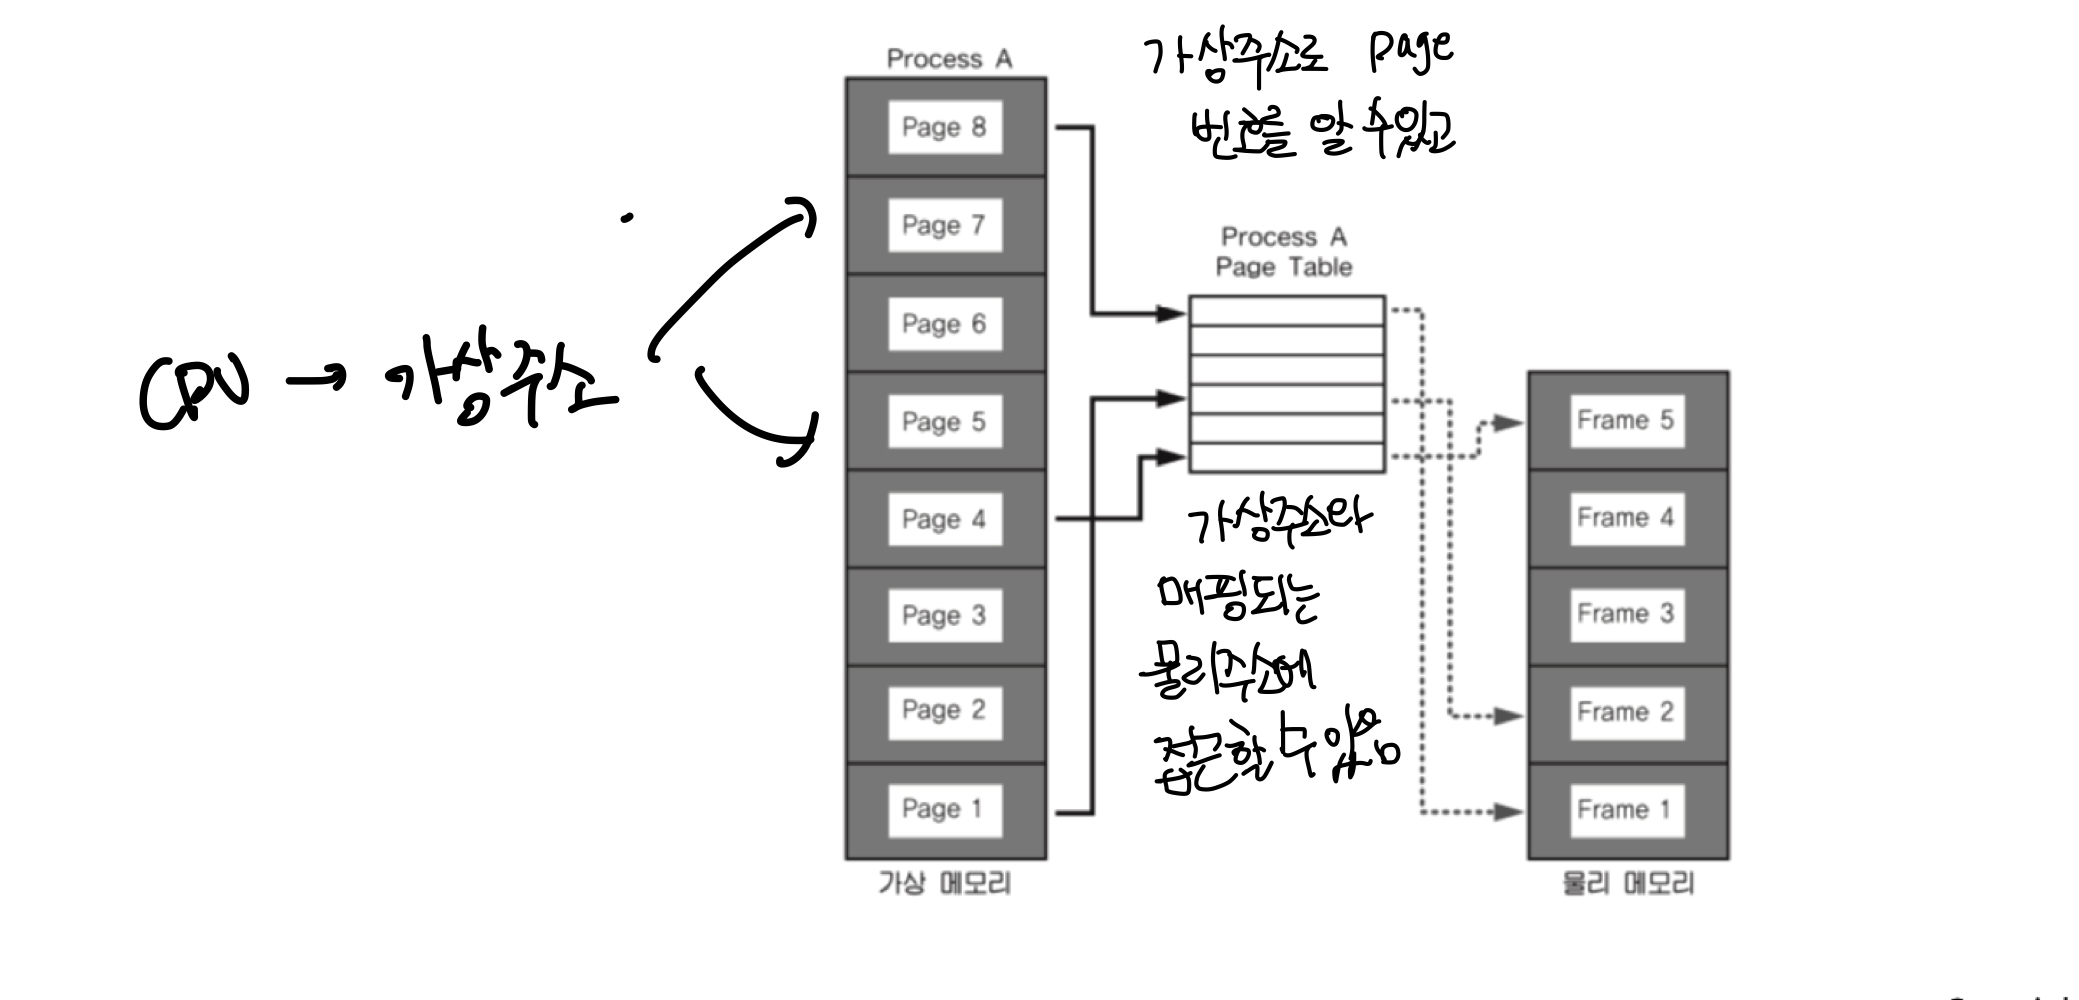 Process A
가상주소로 page
번호를 알 수 있고
Page 8
Page 7
Page 6
Page 5
Page 4
Page 3
Page 2
Page 1
가상 메모리
CPU → 가상주소
Process A
Page Table
가상주소와
매핑되는
물리주소에
접근할 수 있음
Frame 5
Frame 4
Frame 3
Frame 2
Frame 1
물리 메모리